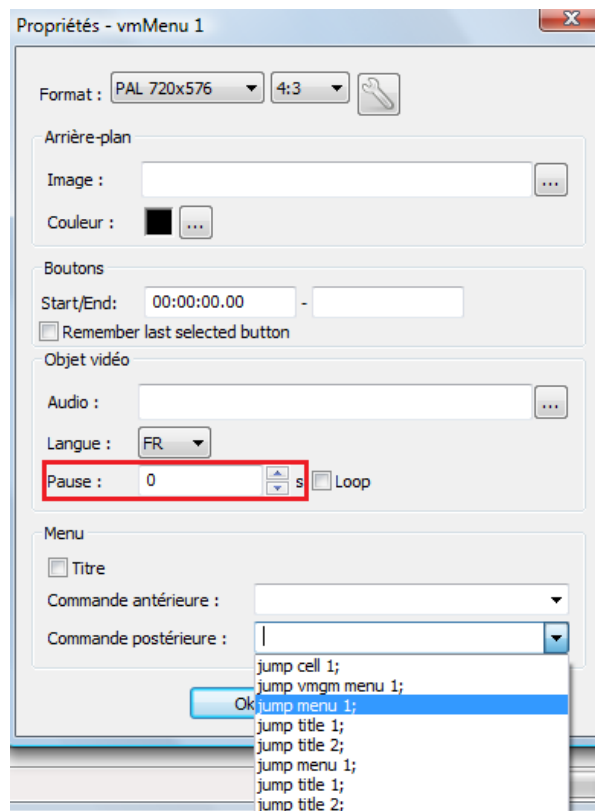 Propriétés - vmMenu 1
Format : PAL 720x576 4:3
Arrière-plan
Image : ...
Couleur : ...
Boutons
Start/End: 00:00:00.00 -
Remember last selected button
Objet vidéo
Audio : ...
Langue : FR
Pause : 0 s Loop
Menu
Titre
Commande antérieure :
Commande postérieure :
jump cell 1;
jump vmgm menu 1;
Ok jump menu 1;
jump title 1;
jump title 2;
jump menu 1;
jump title 1;
jump title 2;